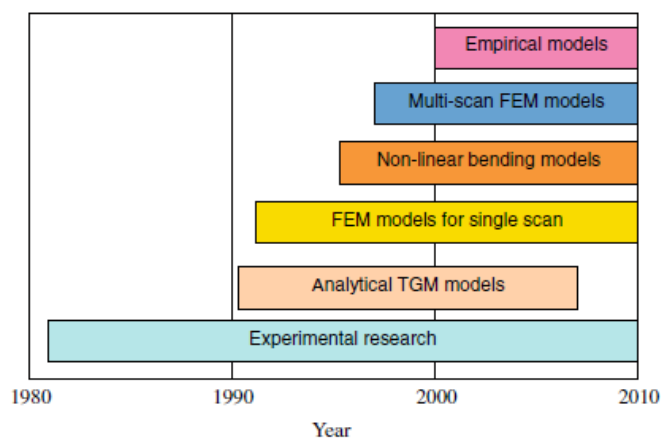 Empirical models
Multi-scan FEM models
Non-linear bending models
FEM models for single scan
Analytical TGM models
Experimental research
1980 1990 2000 2010
Year